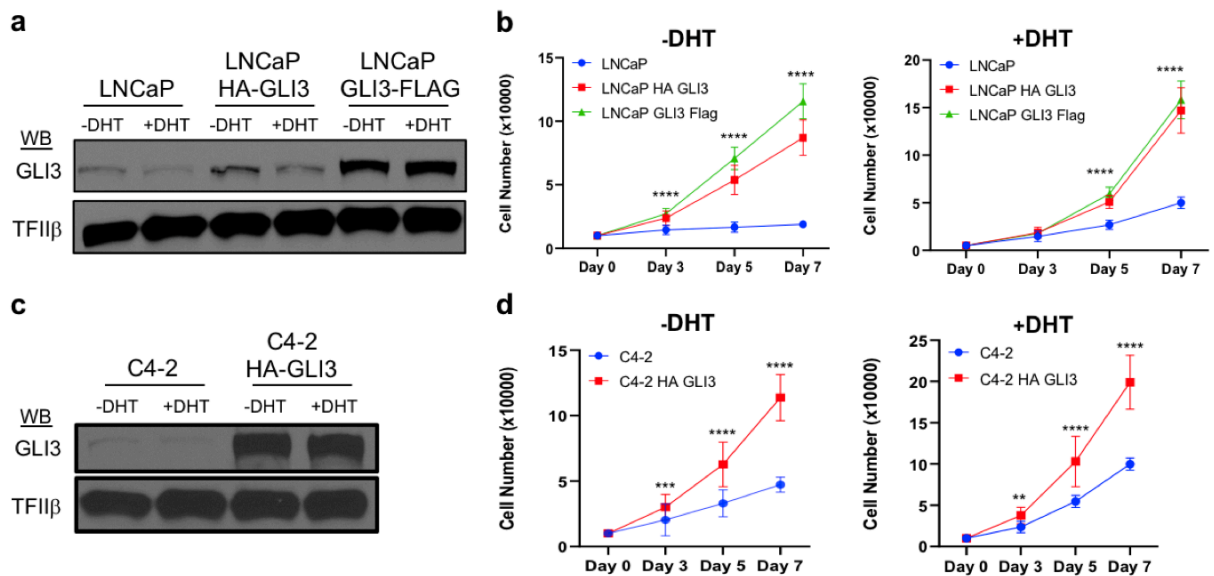 a
LNCaP
LNCaP
HA-GLI3
LNCaP
GLI3-FLAG
-DHT +DHT -DHT +DHT -DHT +DHT
WB
GLI3
TFIIβ
b
-DHT
LNCaP
LNCaP HA GLI3
LNCaP GLI3 Flag
Cell Number (x10000)
15
10
5
0
**** **** ****
Day 0 Day 3 Day 5 Day 7
+DHT
LNCaP
LNCaP HA GLI3
LNCaP GLI3 Flag
Cell Number (x10000)
20
15
10
5
0
**** ****
Day 0 Day 3 Day 5 Day 7
c
C4-2
C4-2
HA-GLI3
-DHT +DHT -DHT +DHT
WB
GLI3
TFIIβ
d
-DHT
C4-2
C4-2 HA GLI3
Cell Number (x10000)
15
10
5
0
*** **** ****
Day 0 Day 3 Day 5 Day 7
+DHT
C4-2
C4-2 HA GLI3
Cell Number (x10000)
25
20
15
10
5
0
** **** ****
Day 0 Day 3 Day 5 Day 7